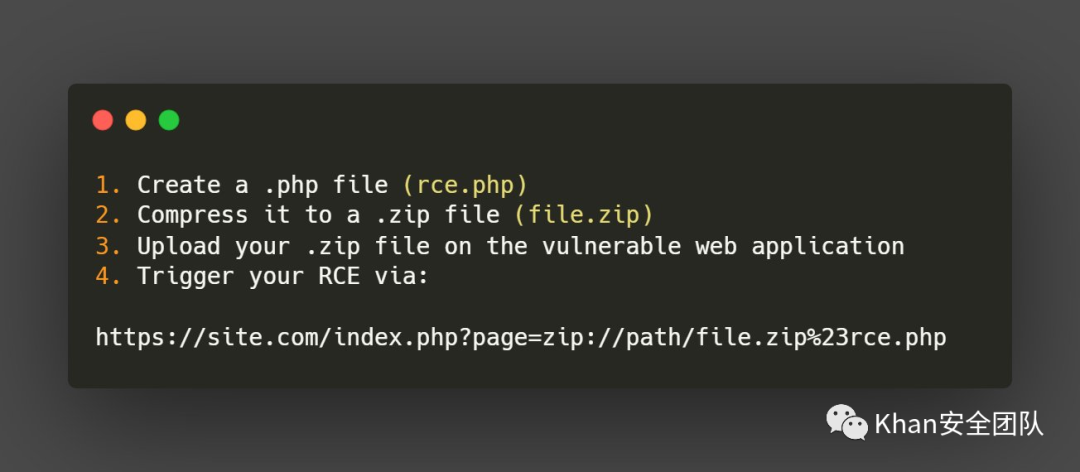 1. Create a .php file (rce.php)
2. Compress it to a .zip file (file.zip)
3. Upload your .zip file on the vulnerable web application
4. Trigger your RCE via:
https://site.com/index.php?page=zip://path/file.zip%23rce.php
Khan安全团队